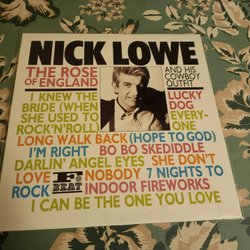 NICK LOWE
THE ROSE
OF ENGLAND
AND HIS
COWBOY
OUTFIT
I KNEW THE
BRIDE (WHEN
SHE USED TO
ROCK'N'ROLL)
LUCKY
DOG
EVERY-
ONE
LONG WALK BACK (HOPE TO GOD)
I'M RIGHT BO BO SKEDIDDLE
DARLIN' ANGEL EYES SHE DON'T
LOVE F BEAT NOBODY 7 NIGHTS TO
ROCK INDOOR FIREWORKS
I CAN BE THE ONE YOU LOVE